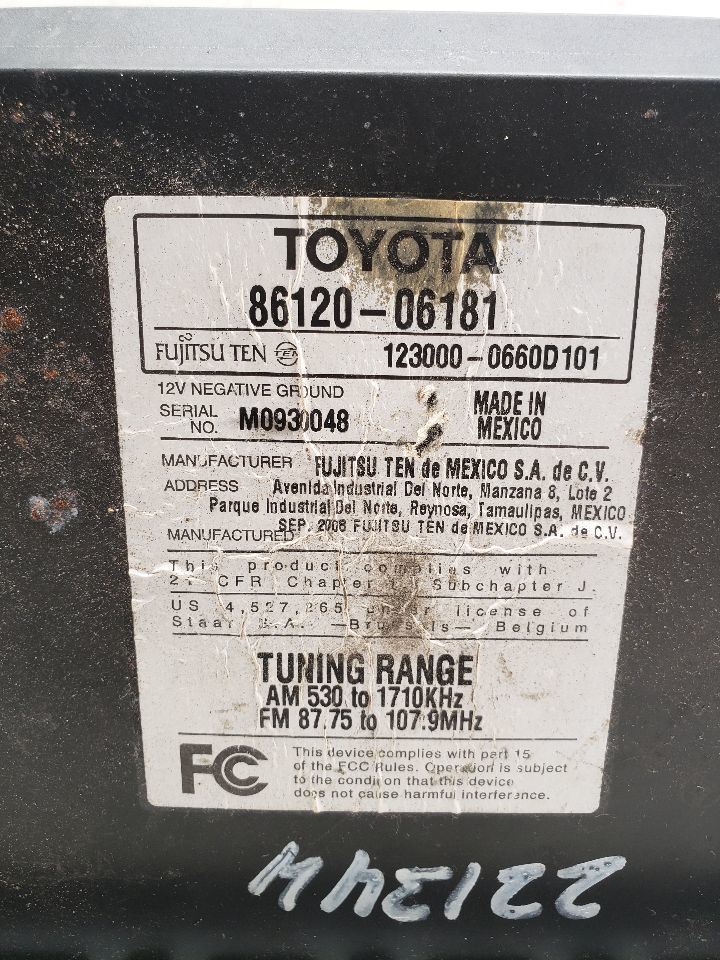 TOYOTA
86120-06181
FUJITSU TEN TEN 123000-0660D101
12V NEGATIVE GROUND
SERIAL NO. M0930048
MADE IN MEXICO
MANUFACTURER FUJITSU TEN de MEXICO S.A. de C.V.
ADDRESS Avenida Industrial Del Norte, Manzana 8, Lote 2
Parque Industrial Del Norte, Reynosa, Tamaulipas, MEXICO
MANUFACTURED SEP. 2006 FUJITSU TEN de MEXICO S.A. de C.V.
This product complies with
21 CFR Chapter I Subchapter J.
US 4,527,265 under license of
Staar S.A. —Brussels— Belgium
TUNING RANGE
AM 530 to 1710KHz
FM 87.75 to 107.9MHz
FC
This device complies with part 15
of the FCC Rules. Operation is subject
to the condition that this device
does not cause harmful interference.